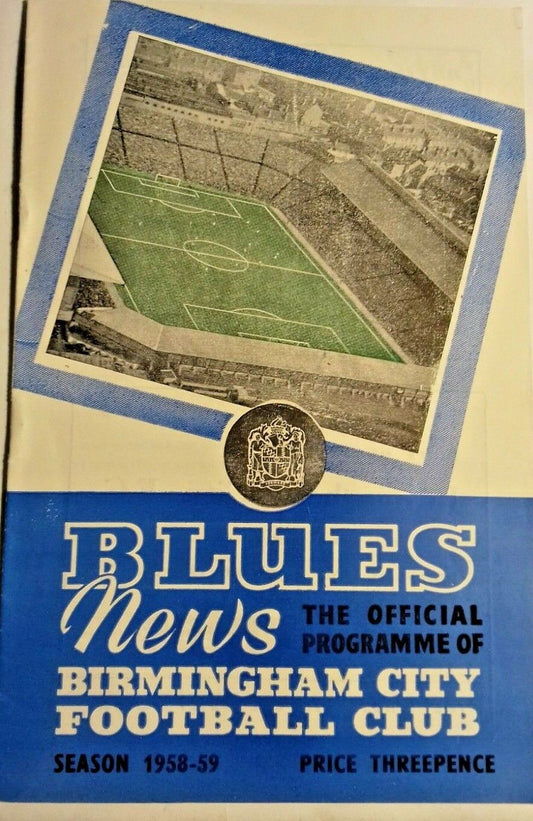 BLUES
News
THE OFFICIAL
PROGRAMME OF
BIRMINGHAM CITY
FOOTBALL CLUB
SEASON 1958-59
PRICE THREEPENCE